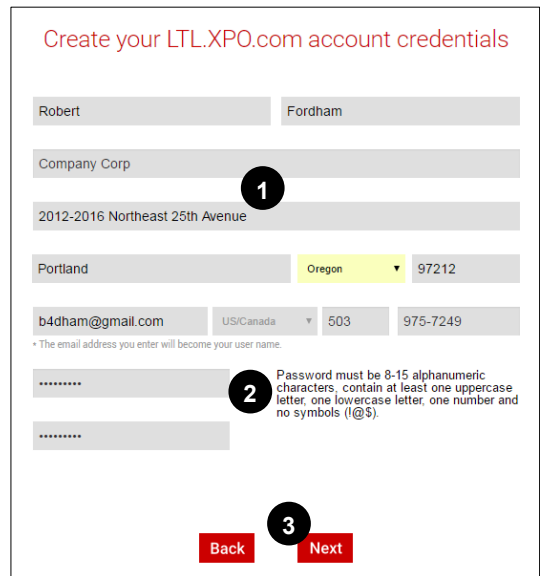 Create your LTL.XPO.com account credentials
Robert Fordham
Company Corp
1
2012-2016 Northeast 25th Avenue
Portland Oregon 97212
b4dham@gmail.com US/Canada 503 975-7249
* The email address you enter will become your user name.
•••••••••
2
Password must be 8-15 alphanumeric
characters, contain at least one uppercase
letter, one lowercase letter, one number and
no symbols (!@$).
•••••••••
3
Back Next